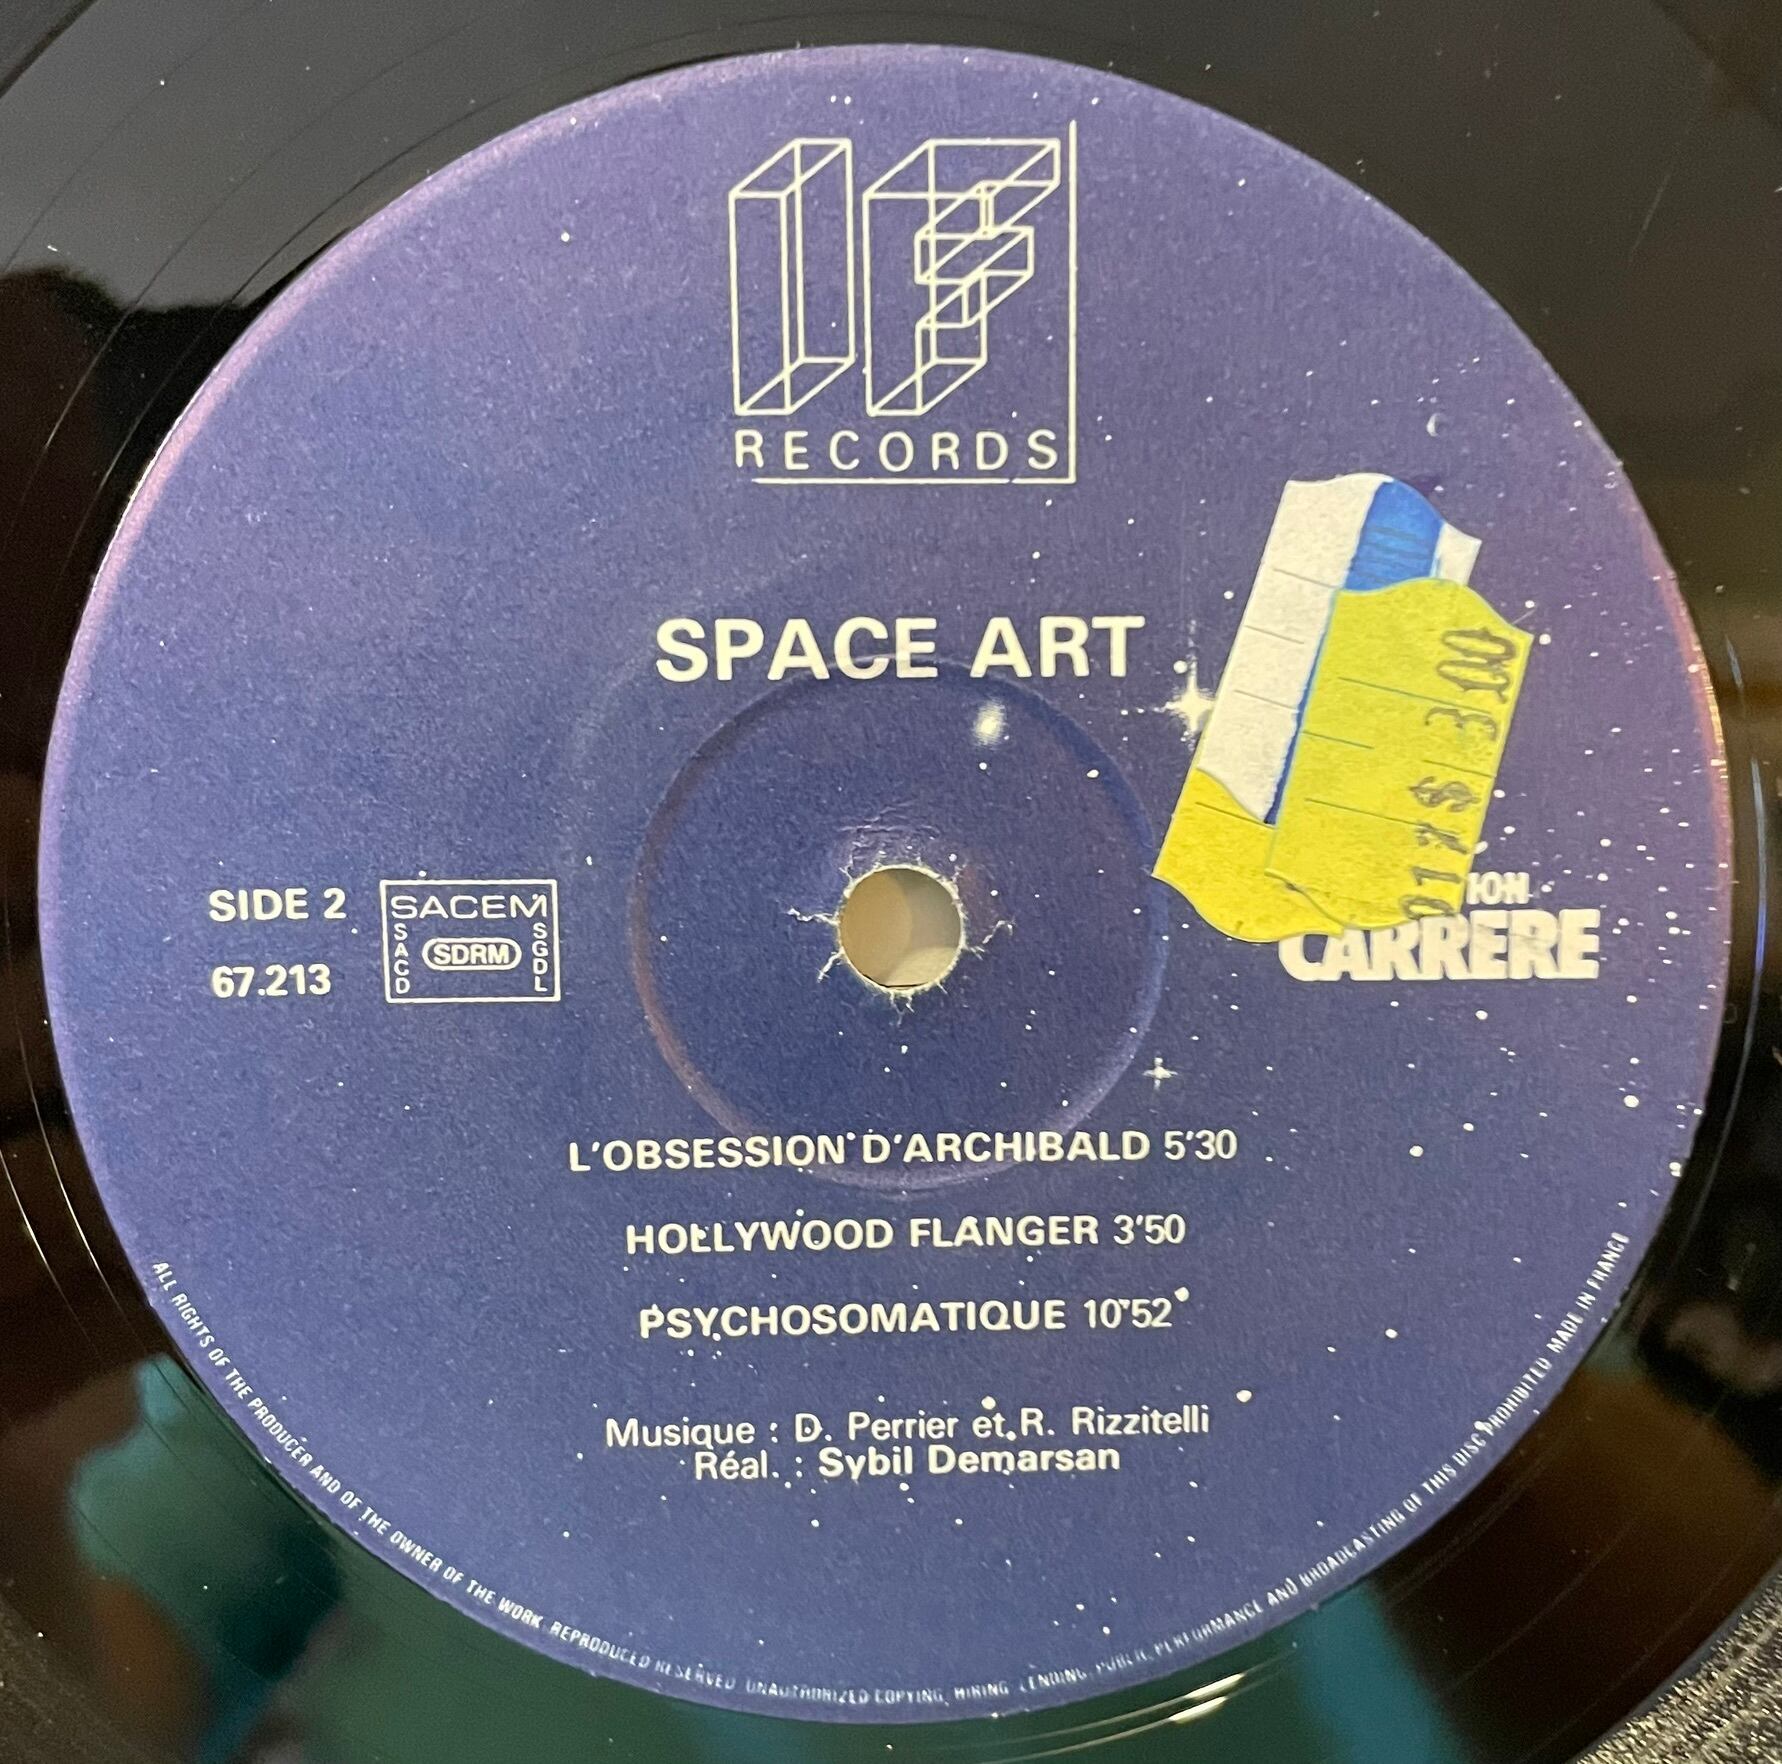 IF
RECORDS
SPACE ART
3 00
SIDE 2
67.213
SACEM
SACD
SDRM
SGDL
CARRERE
L'OBSESSION D'ARCHIBALD 5'30
HOLLYWOOD FLANGER 3'50
PSYCHOSOMATIQUE 10'52
Musique : D. Perrier et R. Rizzitelli
Réal. : Sybil Demarsan
ALL RIGHTS OF THE PRODUCER AND OF THE OWNER OF THE WORK REPRODUCED RESERVED UNAUTHORIZED COPYING, HIRING LENDING, PUBLIC PERFORMANCE AND BROADCASTING OF THIS DISC PROHIBITED MADE IN FRANCE